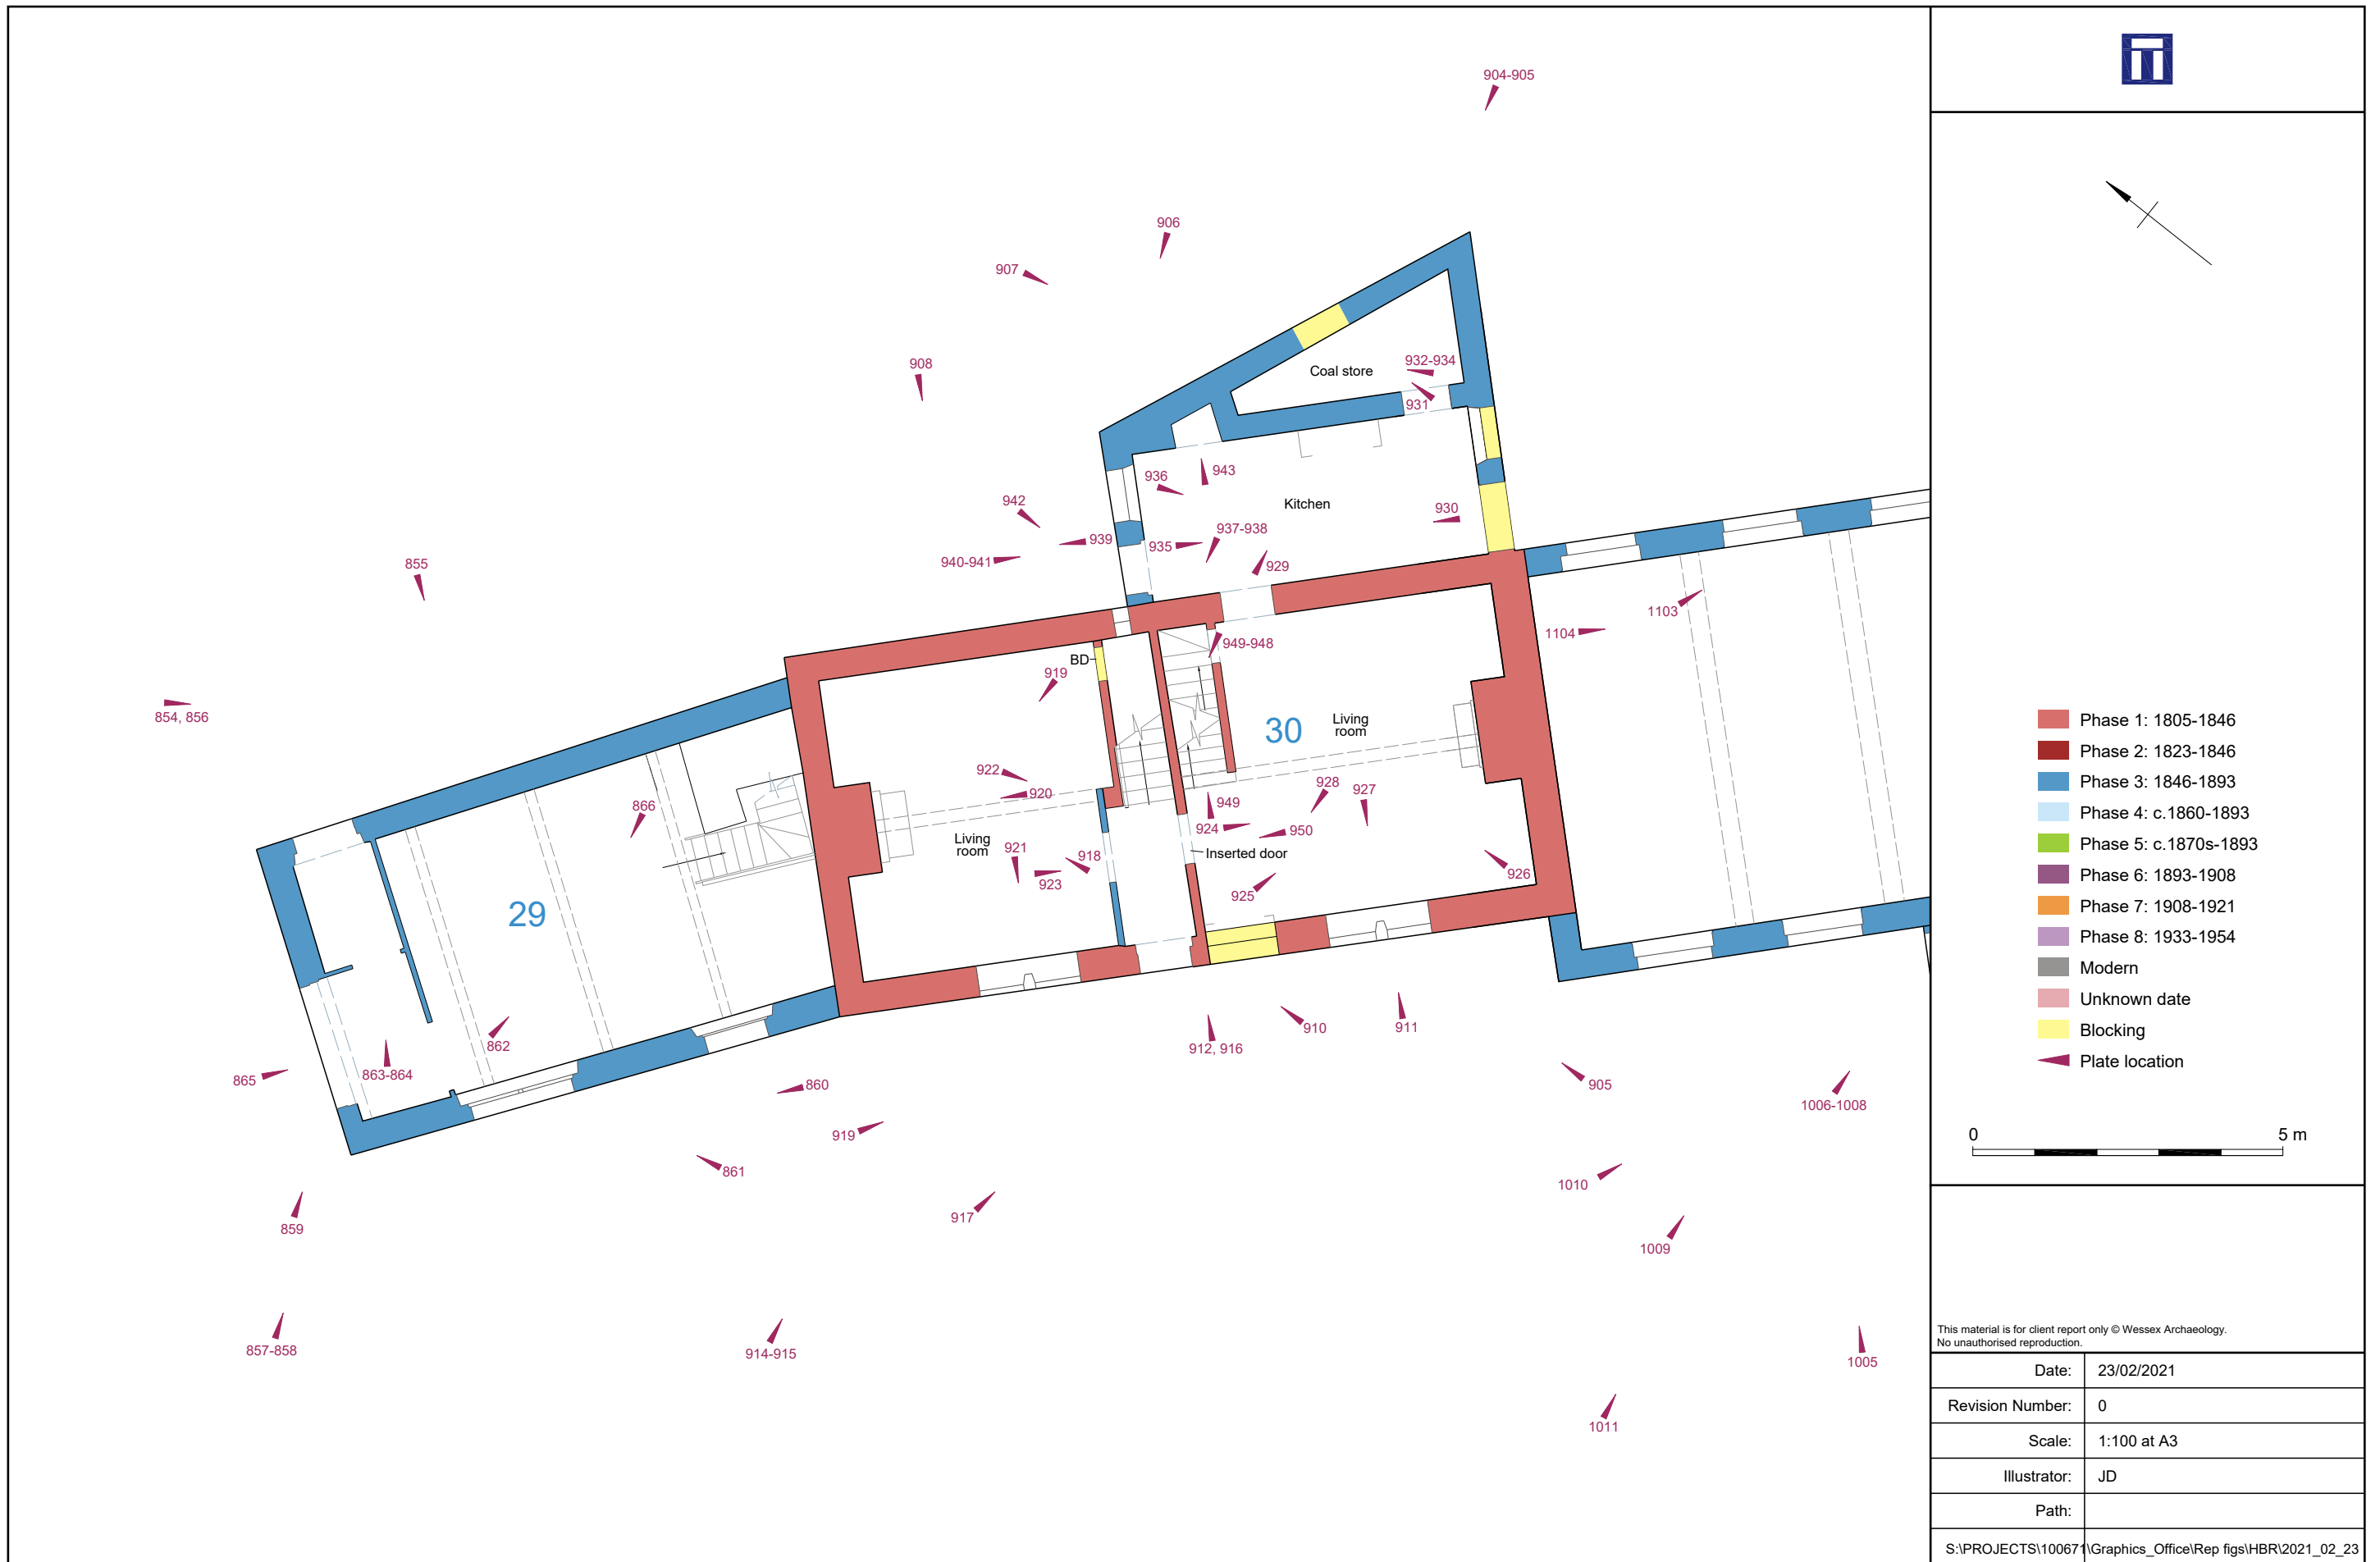 904-905
906
907
908
Coal store
932-934
931
943
936
Kitchen
942
930
937-938
939
935
940-941
929
855
1103
1104
949-948
BD
919
854, 856
30
Living
room
922
928
927
920
866
949
924
950
Living
room
921
Inserted door
918
923
926
925
29
910
911
862
912, 916
863-864
865
860
905
1006-1008
919
861
1010
917
859
1009
857-858
914-915
1005
1011
Phase 1: 1805-1846
Phase 2: 1823-1846
Phase 3: 1846-1893
Phase 4: c.1860-1893
Phase 5: c.1870s-1893
Phase 6: 1893-1908
Phase 7: 1908-1921
Phase 8: 1933-1954
Modern
Unknown date
Blocking
Plate location
0 5 m
This material is for client report only © Wessex Archaeology.
No unauthorised reproduction.
Date: 23/02/2021
Revision Number: 0
Scale: 1:100 at A3
Illustrator: JD
Path:
S:\PROJECTS\100671\Graphics_Office\Rep figs\HBR\2021_02_23